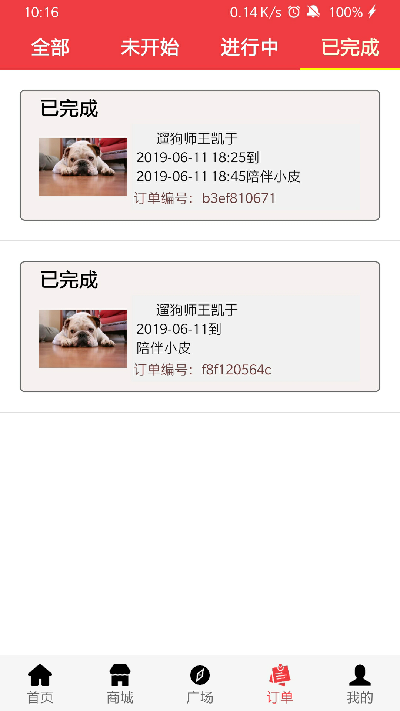 10:16 0.14 K/s 100%
全部 未开始 进行中 已完成
已完成
遛狗师王凯于
2019-06-11 18:25到
2019-06-11 18:45陪伴小皮
订单编号：b3ef810671
已完成
遛狗师王凯于
2019-06-11到
陪伴小皮
订单编号：f8f120564c
首页 商城 广场 订单 我的